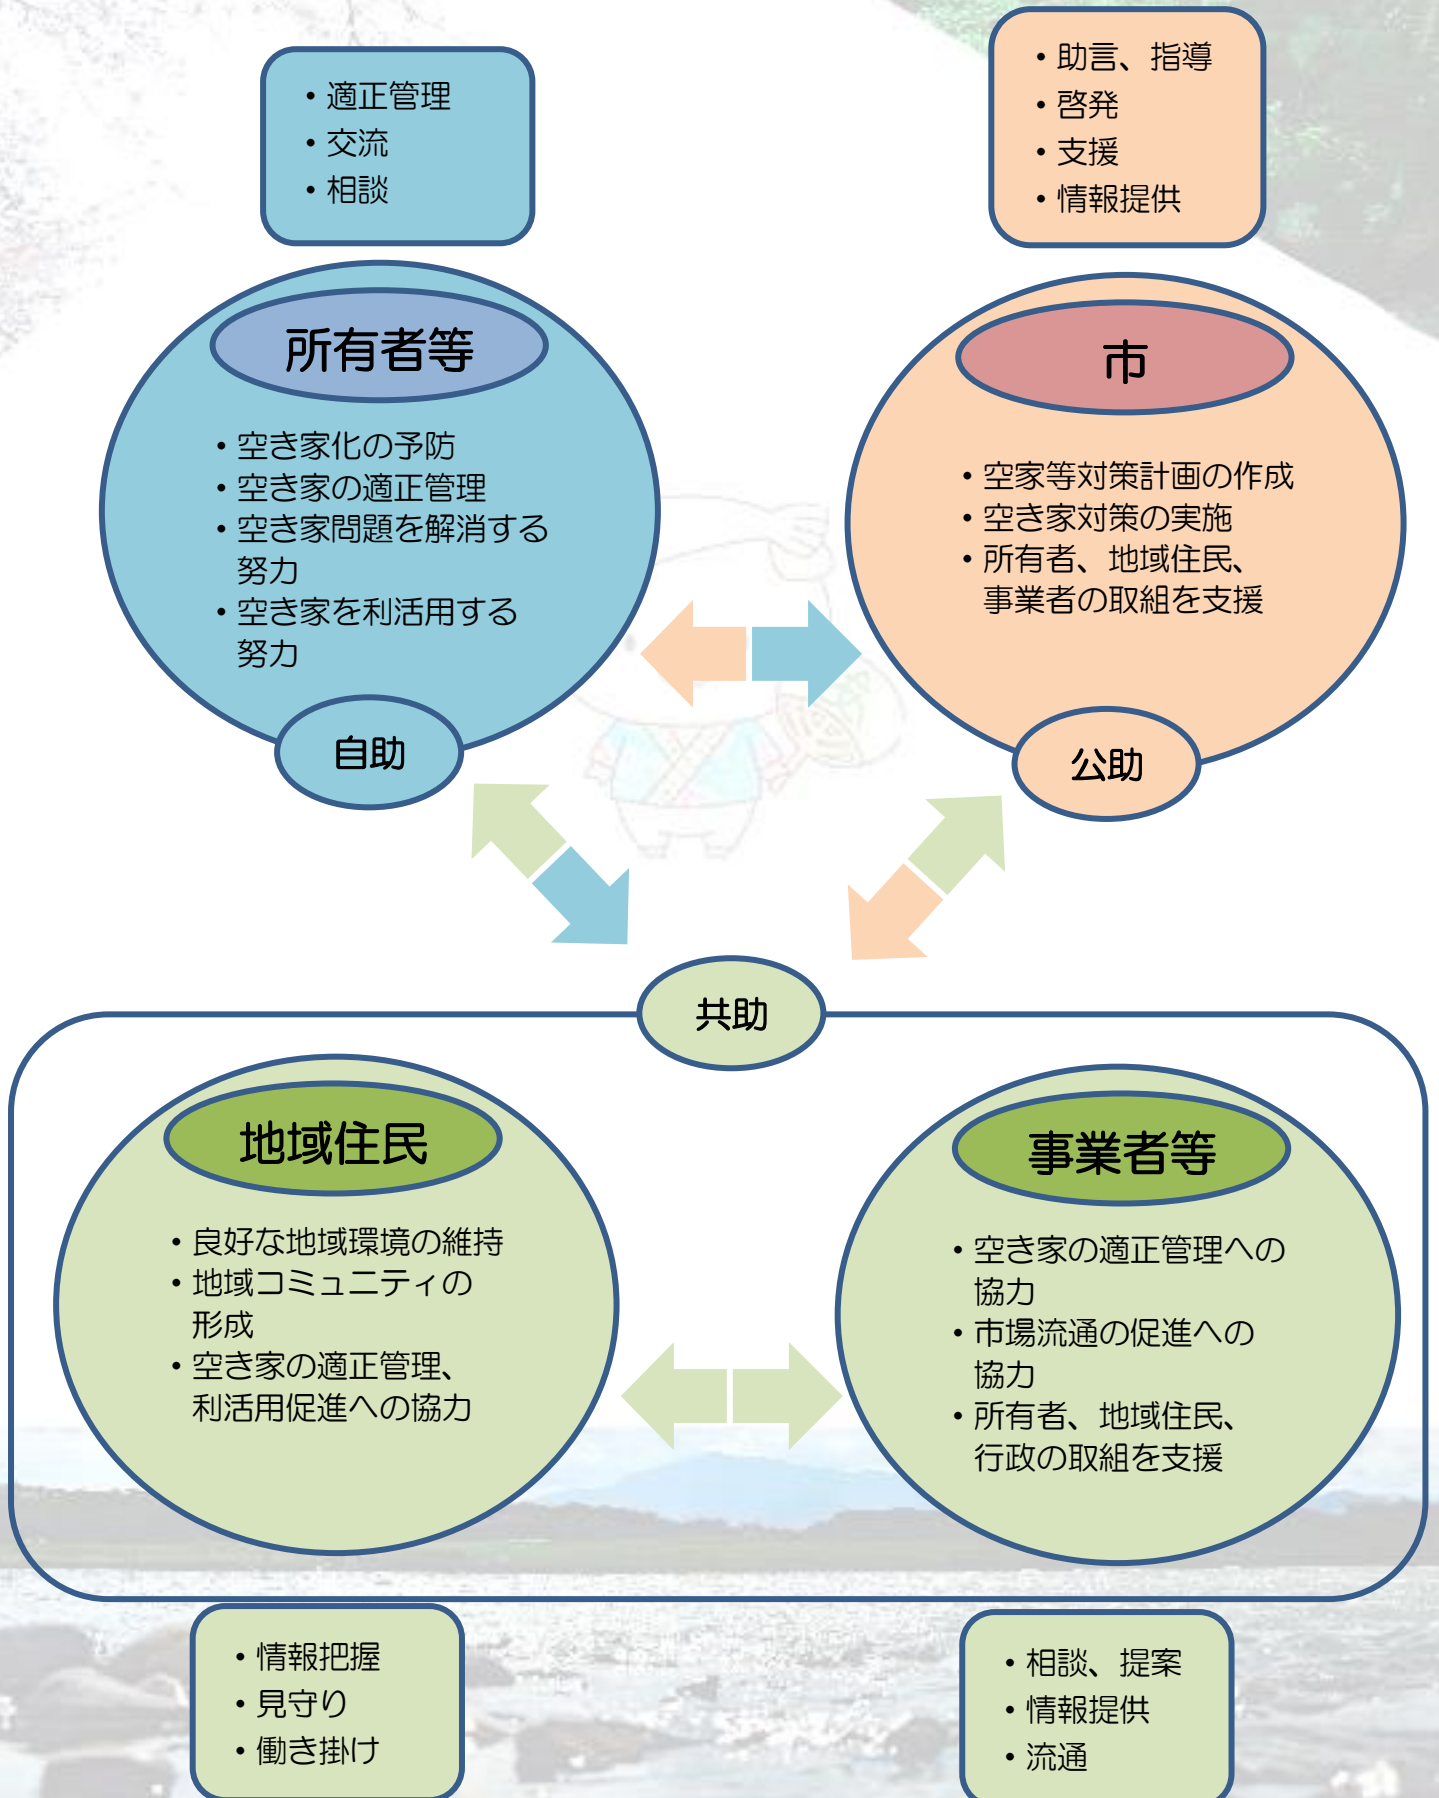 ・適正管理
・交流
・相談
・助言、指導
・啓発
・支援
・情報提供
所有者等
・空き家化の予防
・空き家の適正管理
・空き家問題を解消する
努力
・空き家を利活用する
努力
自助
市
・空家等対策計画の作成
・空き家対策の実施
・所有者、地域住民、
事業者の取組を支援
公助
共助
地域住民
・良好な地域環境の維持
・地域コミュニティの
形成
・空き家の適正管理、
利活用促進への協力
事業者等
・空き家の適正管理への
協力
・市場流通の促進への
協力
・所有者、地域住民、
行政の取組を支援
・情報把握
・見守り
・働き掛け
・相談、提案
・情報提供
・流通